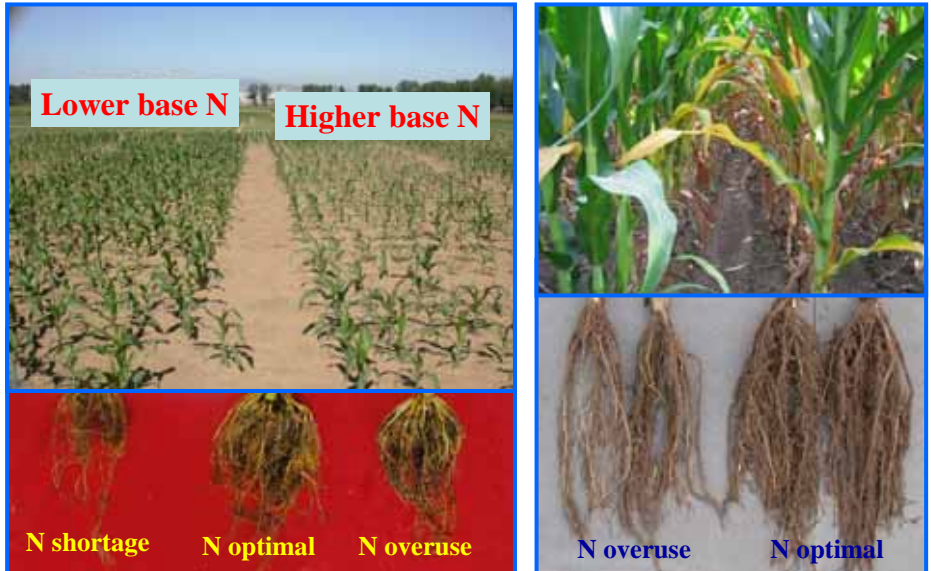 Lower base N
Higher base N
N shortage
N optimal
N overuse
N overuse
N optimal